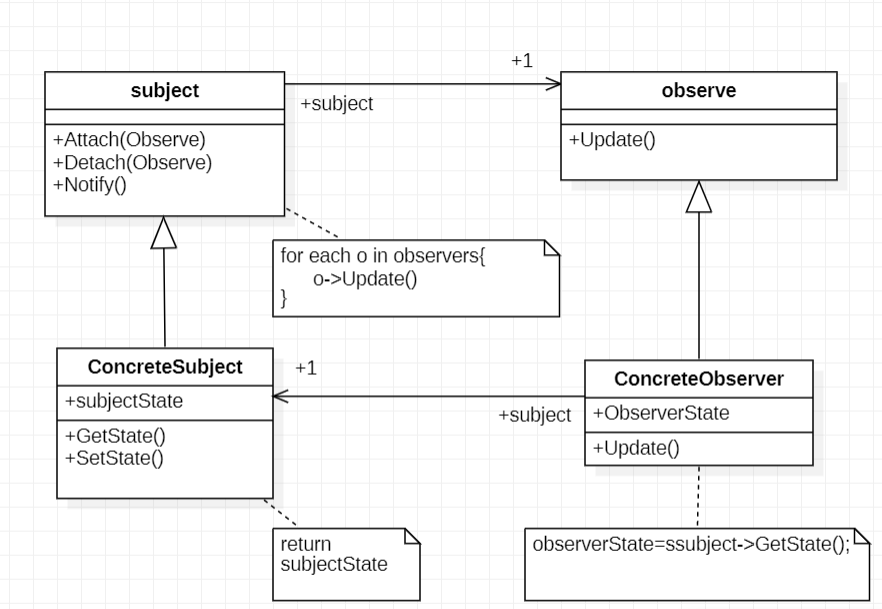 subject
+Attach(Observe)
+Detach(Observe)
+Notify()
+1
+subject
observe
+Update()
for each o in observers{
o->Update()
}
ConcreteSubject
+subjectState
+GetState()
+SetState()
+1
+subject
ConcreteObserver
+ObserverState
+Update()
return
subjectState
observerState=ssubject->GetState();